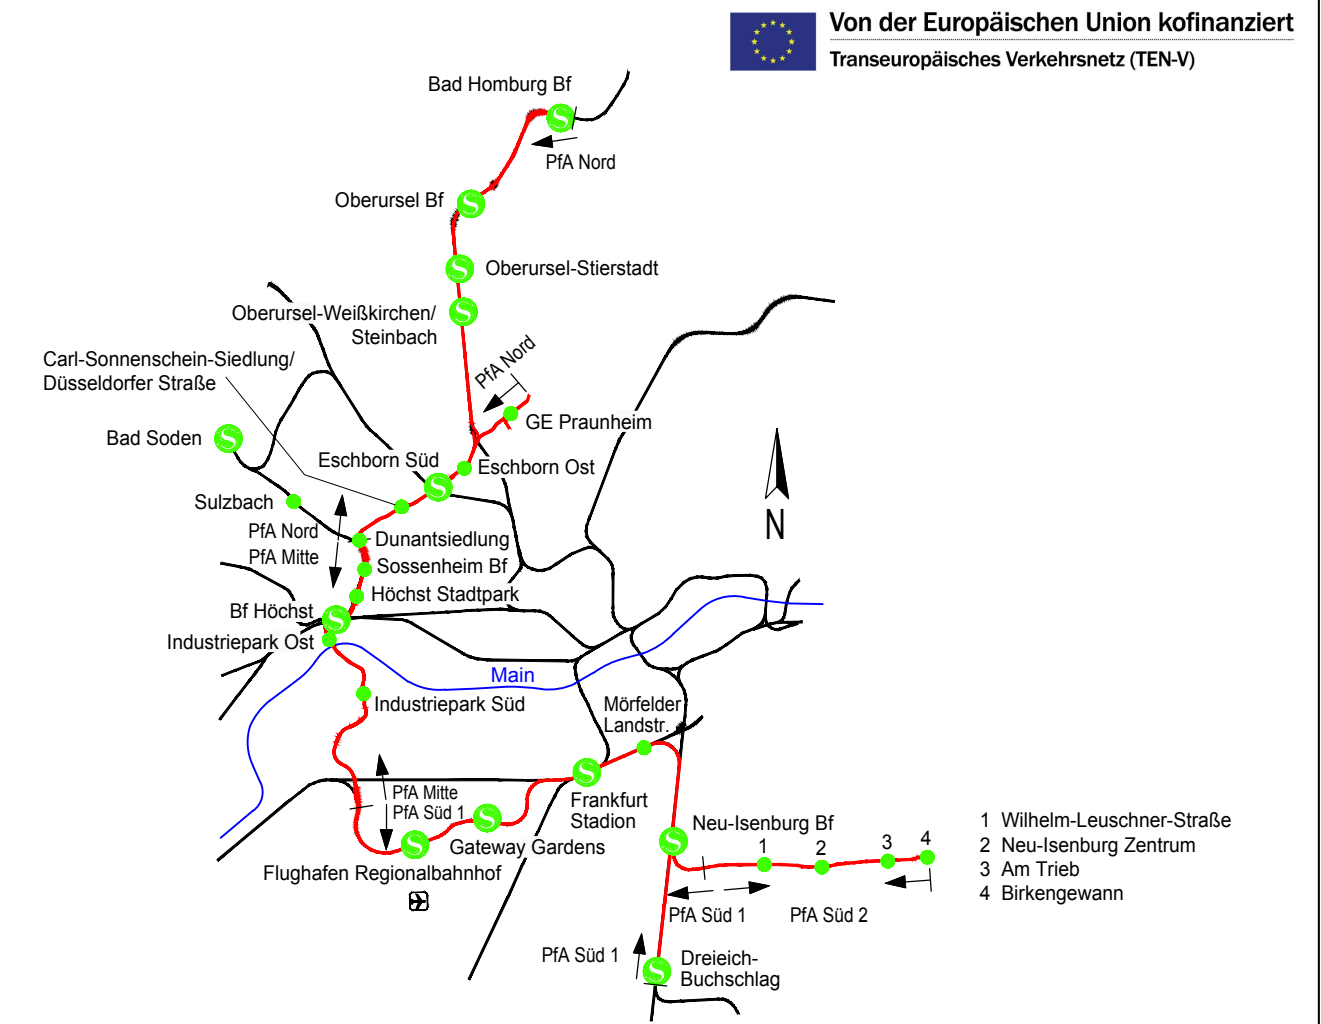 Von der Europäischen Union kofinanziert
Transeuropäisches Verkehrsnetz (TEN-V)
Bad Homburg Bf
PfA Nord
Oberursel Bf
Oberursel-Stierstadt
Oberursel-Weißkirchen/
Steinbach
Carl-Sonnenschein-Siedlung/
Düsseldorfer Straße
PfA Nord
GE Praunheim
Bad Soden
Eschborn Süd
Eschborn Ost
Sulzbach
PfA Nord
PfA Mitte
Dunantsiedlung
Sossenheim Bf
Höchst Stadtpark
Bf Höchst
Industriepark Ost
N
Main
Industriepark Süd
Mörfelder
Landstr.
PfA Mitte
PfA Süd 1
Frankfurt
Stadion
Gateway Gardens
Flughafen Regionalbahnhof
Neu-Isenburg Bf
1
2
3
4
PfA Süd 1
PfA Süd 2
PfA Süd 1
Dreieich-
Buchschlag
1 Wilhelm-Leuschner-Straße
2 Neu-Isenburg Zentrum
3 Am Trieb
4 Birkengewann